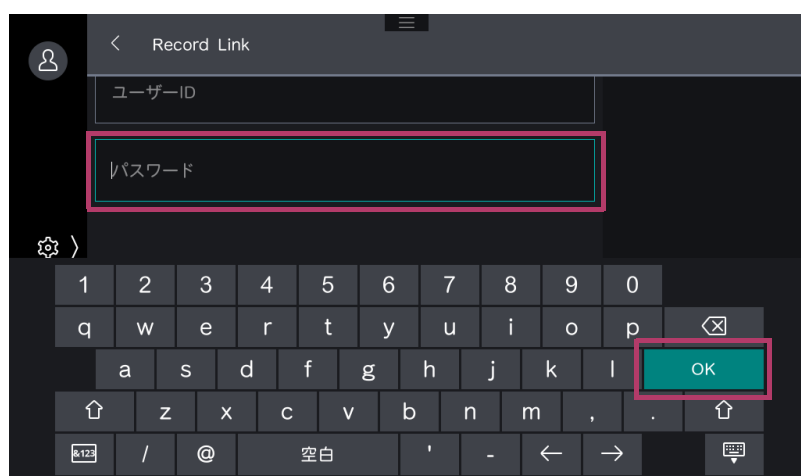 Record Link
ユーザーID
パスワード
1 2 3 4 5 6 7 8 9 0
q w e r t y u i o p
a s d f g h j k l OK
z x c v b n m , .
&123 / @ 空白 ' - ← →